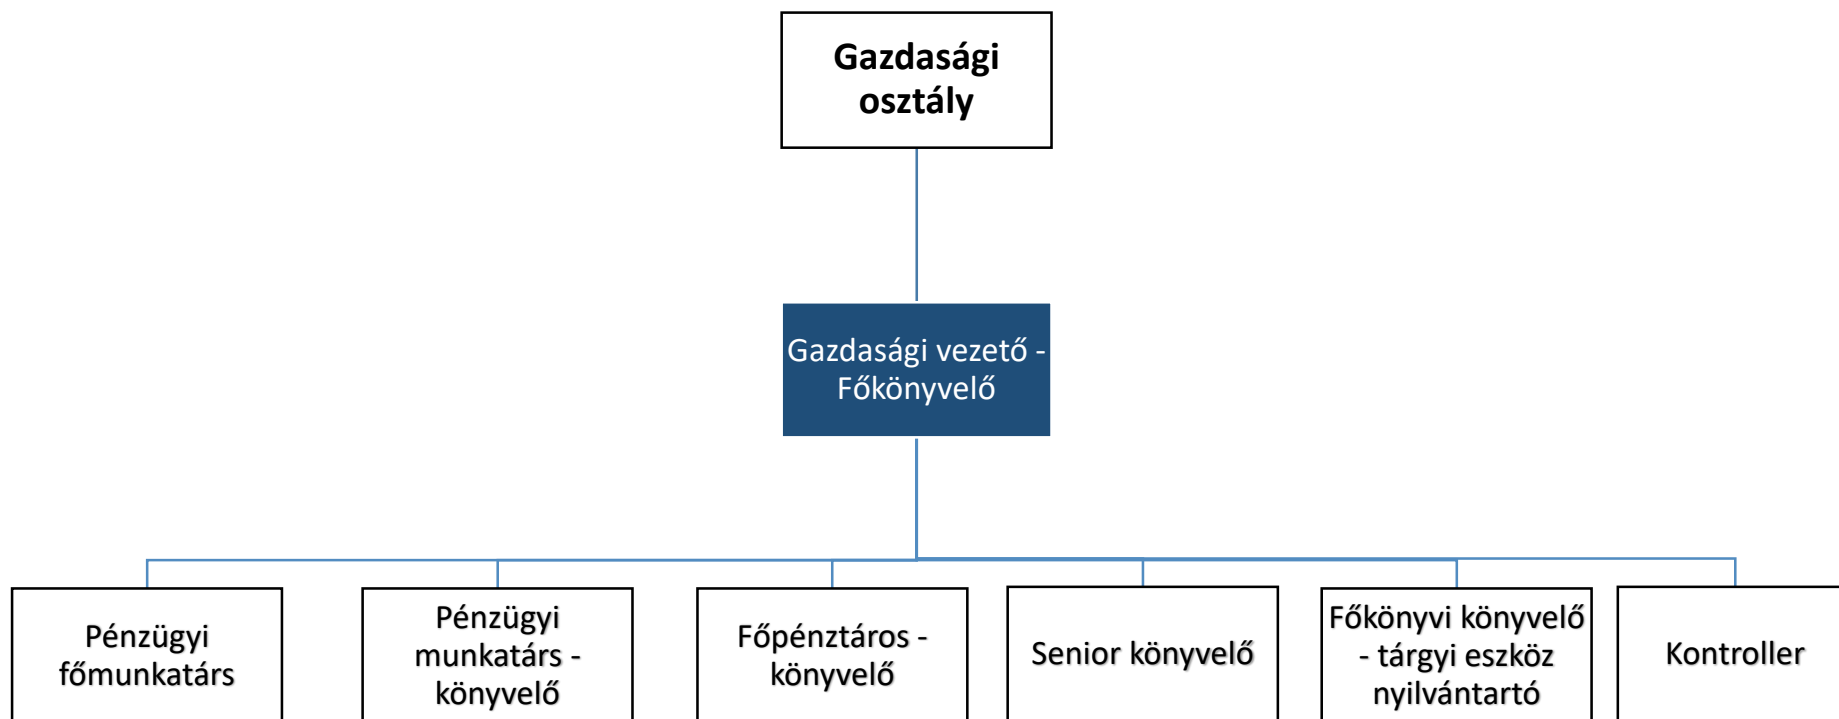 Gazdasági
osztály
Gazdasági vezető -
Főkönyvelő
Pénzügyi
főmunkatárs
Pénzügyi
munkatárs -
könyvelő
Főpénztáros -
könyvelő
Senior könyvelő
Főkönyvi könyvelő
- tárgyi eszköz
nyilvántartó
Kontroller